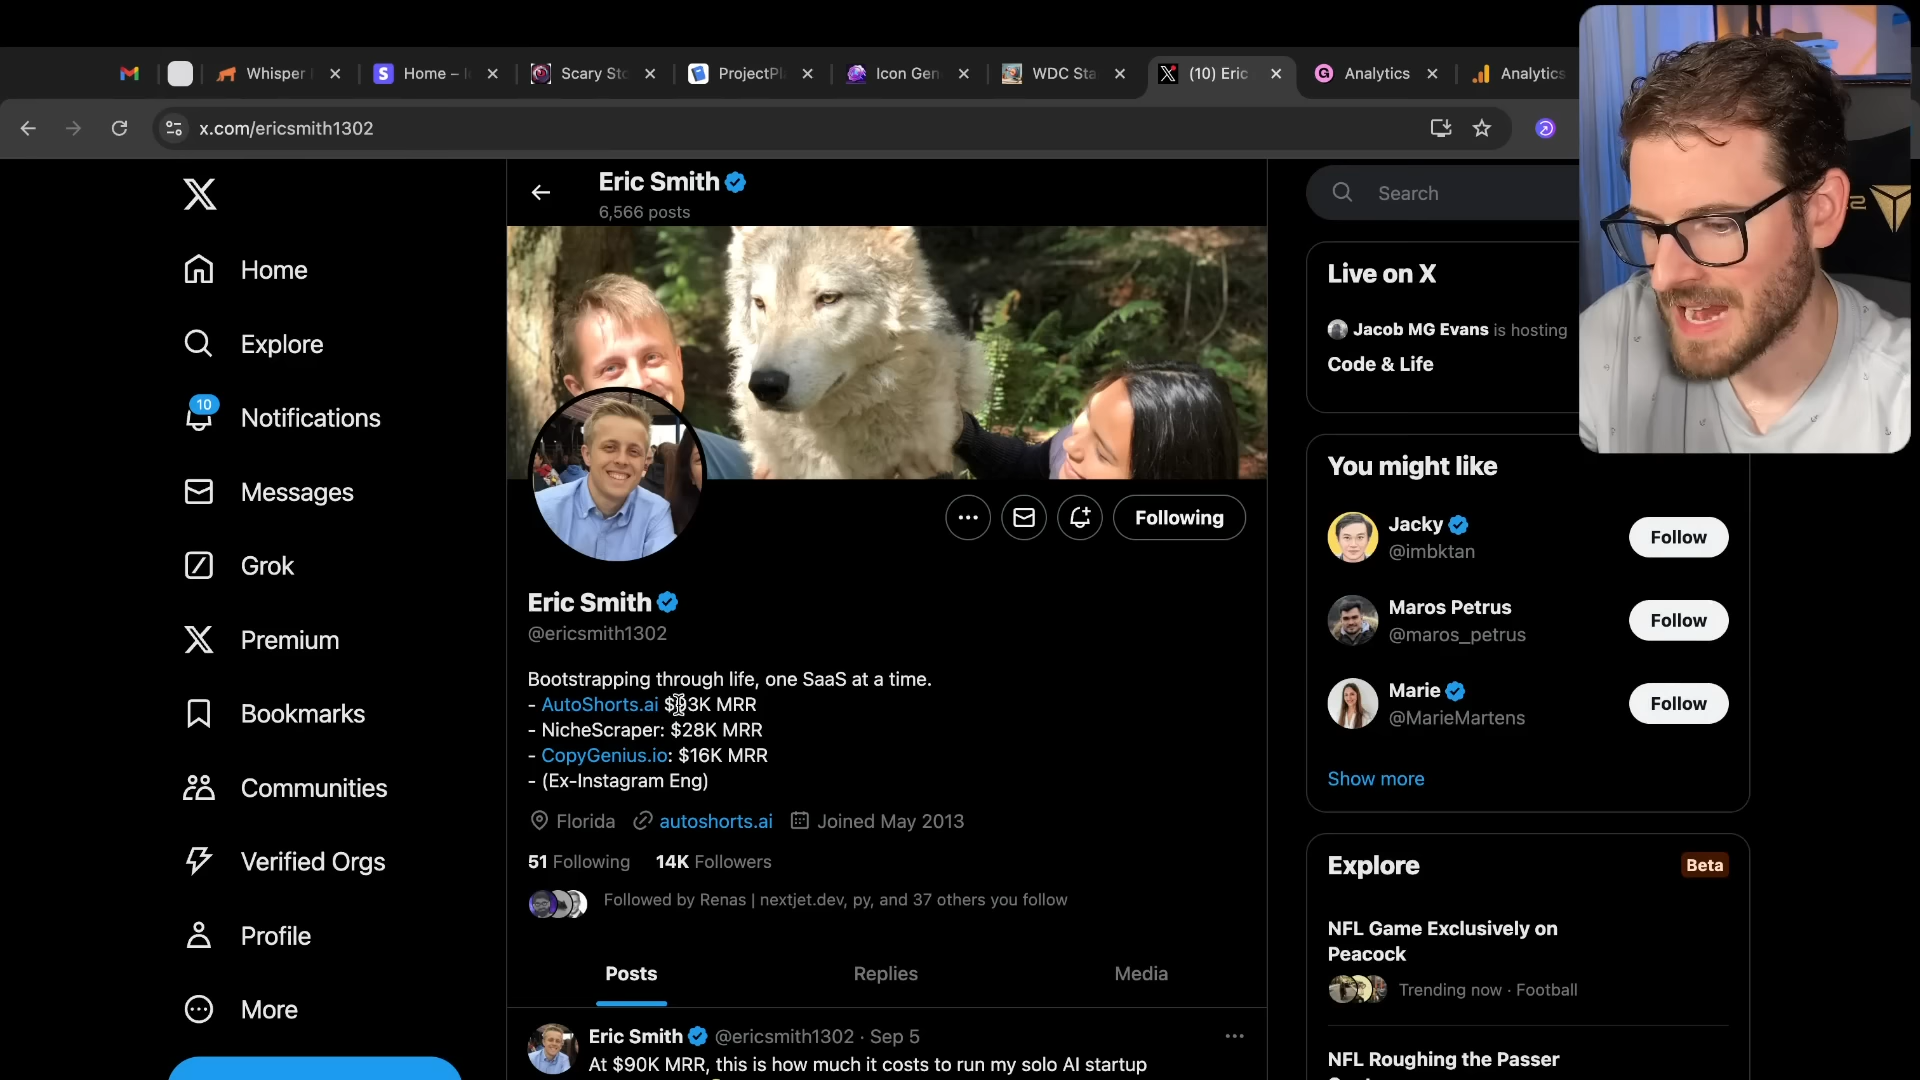 Whisper
Home –
Scary Sto
ProjectPl
Icon Gen
WDC Sta
(10) Eric
Analytics
Analytics
x.com/ericsmith1302
Eric Smith
6,566 posts
Search
Home
Explore
10
Notifications
Messages
Grok
Premium
Bookmarks
Communities
Verified Orgs
Profile
More
Following
Eric Smith
@ericsmith1302
Bootstrapping through life, one SaaS at a time.
- AutoShorts.ai $93K MRR
- NicheScraper: $28K MRR
- CopyGenius.io: $16K MRR
- (Ex-Instagram Eng)
Florida autoshorts.ai Joined May 2013
51 Following 14K Followers
Followed by Renas | nextjet.dev, py, and 37 others you follow
Posts Replies Media
Eric Smith @ericsmith1302 · Sep 5
At $90K MRR, this is how much it costs to run my solo AI startup
Live on X
Jacob MG Evans is hosting
Code & Life
You might like
Jacky
@imbktan
Follow
Maros Petrus
@maros_petrus
Follow
Marie
@MarieMartens
Follow
Show more
Explore Beta
NFL Game Exclusively on
Peacock
Trending now · Football
NFL Roughing the Passer